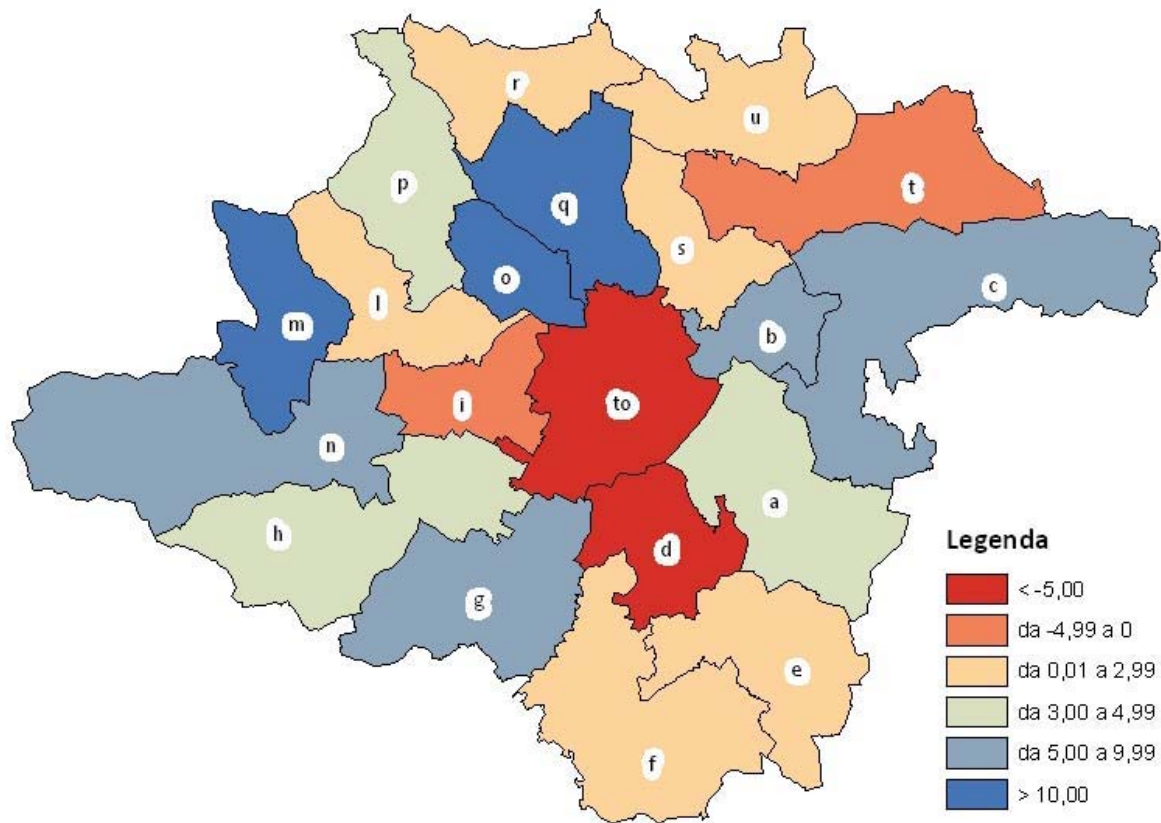 r
u
p
q
t
s
c
o
l
m
b
to
i
n
a
h
d
g
e
f
Legenda
< -5,00
da -4,99 a 0
da 0,01 a 2,99
da 3,00 a 4,99
da 5,00 a 9,99
> 10,00